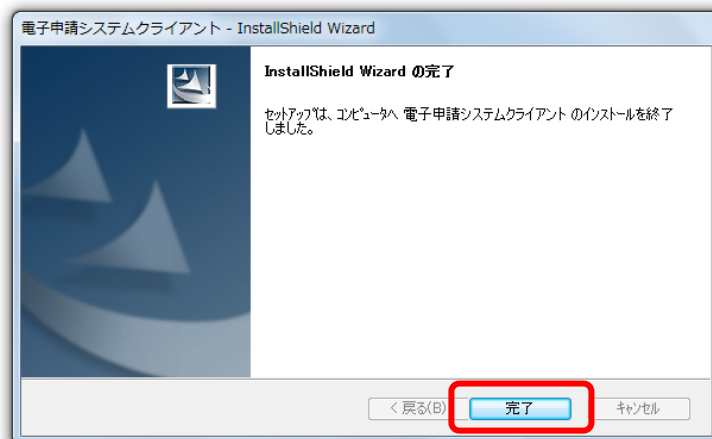 電子申請システムクライアント - InstallShield Wizard
InstallShield Wizard の完了
セットアップは、コンピュータへ 電子申請システムクライアント のインストールを終了
しました。
< 戻る(B)
完了
キャンセル